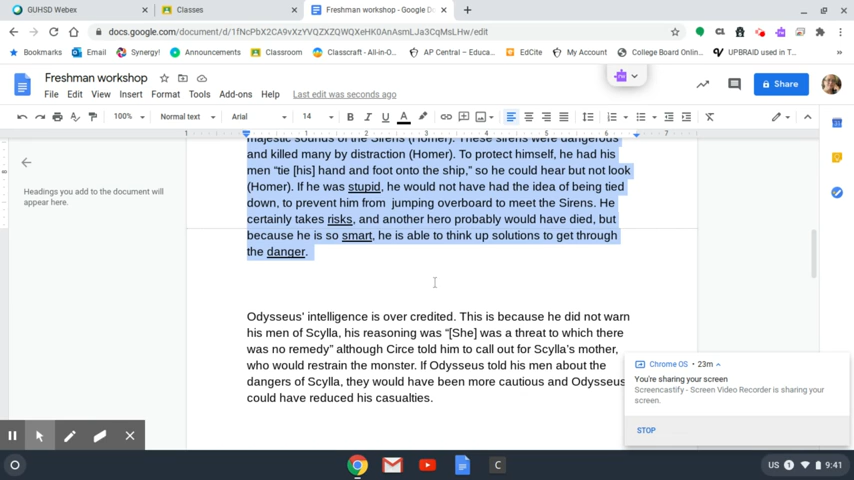 GUHSD Webex
Classes
Freshman workshop - Google Do
docs.google.com/document/d/1fNcPbX2CA9vXzYVQZXZQWQXeHK0AnAsmLJa3CqMsLHw/edit
Bookmarks Email Synergy! Announcements Classroom Classcraft - All-in-O... AP Central – Educa... EdCite My Account College Board Onlin... UPBRAID used in T...
Freshman workshop
File Edit View Insert Format Tools Add-ons Help Last edit was seconds ago
Share
100% Normal text Arial 14 B I U A
1 1 2 3 4 5 6 7
Headings you add to the document will
appear here.
majestic sounds of the Sirens (Homer). These sirens were dangerous
and killed many by distraction (Homer). To protect himself, he had his
men “tie [his] hand and foot onto the ship,” so he could hear but not look
(Homer). If he was stupid, he would not have had the idea of being tied
down, to prevent him from  jumping overboard to meet the Sirens. He
certainly takes risks, and another hero probably would have died, but
because he is so smart, he is able to think up solutions to get through
the danger.
Odysseus’ intelligence is over credited. This is because he did not warn
his men of Scylla, his reasoning was “[She] was a threat to which there
was no remedy” although Circe told him to call out for Scylla’s mother,
who would restrain the monster. If Odysseus told his men about the
dangers of Scylla, they would have been more cautious and Odysseus
could have reduced his casualties.
Chrome OS • 23m
You're sharing your screen
Screencastify - Screen Video Recorder is sharing your
screen.
STOP
C
US 1 9:41